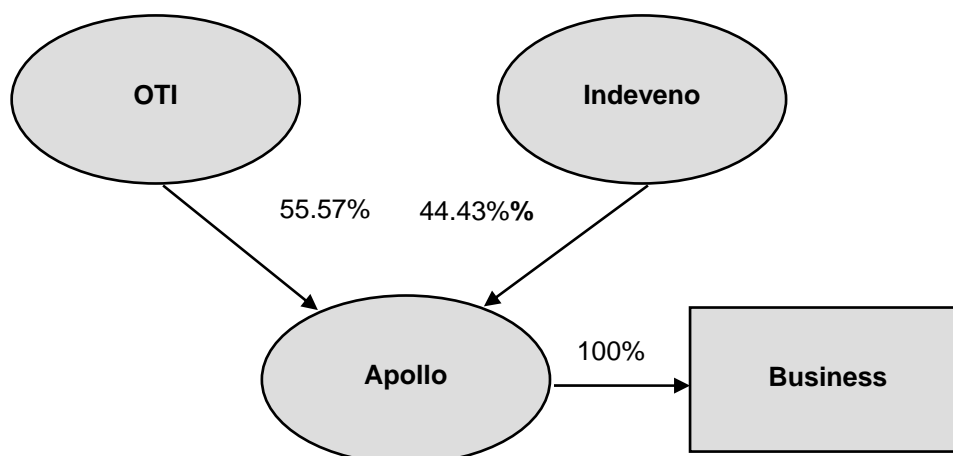 OTI
Indeveno
55.57%
44.43%%
100%
Apollo
Business